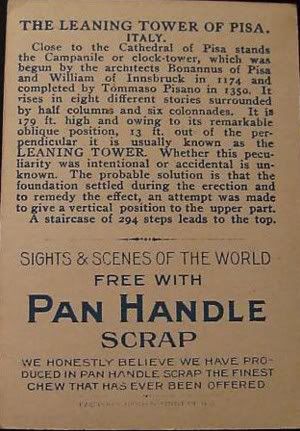 THE LEANING TOWER OF PISA,
ITALY.
Close to the Cathedral of Pisa stands
the Campanile or clock-tower, which was
begun by the architects Bonannus of Pisa
and William of Innsbruck in 1174 and
completed by Tommaso Pisano in 1350. It
rises in eight different stories surrounded
by half columns and six colonnades. It is
179 ft. high and owing to its remarkable
oblique position, 13 ft. out of the per-
pendicular it is usually known as the
LEANING TOWER. Whether this pecu-
liarity was intentional or accidental is un-
known. The probable solution is that the
foundation settled during the erection and
to remedy the effect, an attempt was made
to give a vertical position to the upper part.
A staircase of 294 steps leads to the top.
SIGHTS & SCENES OF THE WORLD
FREE WITH
PAN HANDLE
SCRAP
WE HONESTLY BELIEVE WE HAVE PRO-
DUCED IN PAN HANDLE SCRAP THE FINEST
CHEW THAT HAS EVER BEEN OFFERED.